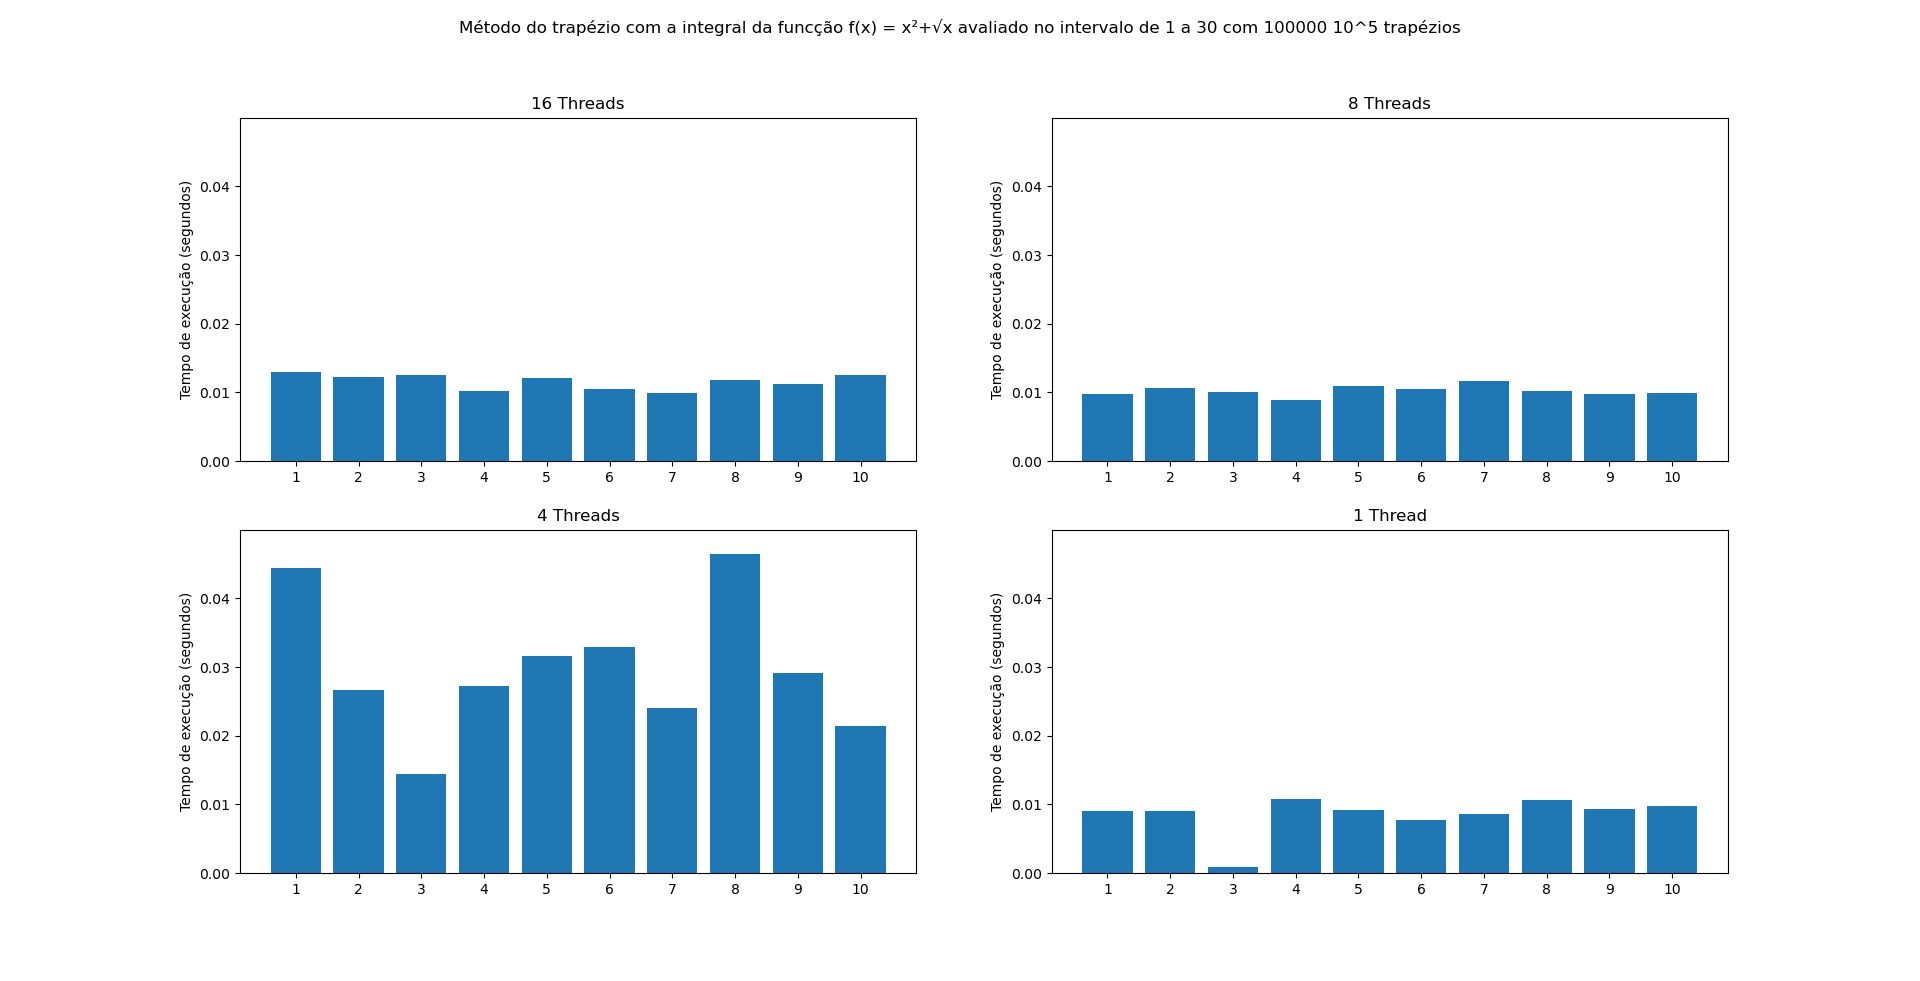 Método do trapézio com a integral da funcção f(x) = x²+√x avaliado no intervalo de 1 a 30 com 100000 10^5 trapézios
16 Threads
Tempo de execução (segundos)
0.04
0.03
0.02
0.01
0.00
1 2 3 4 5 6 7 8 9 10
8 Threads
Tempo de execução (segundos)
0.04
0.03
0.02
0.01
0.00
1 2 3 4 5 6 7 8 9 10
4 Threads
Tempo de execução (segundos)
0.04
0.03
0.02
0.01
0.00
1 2 3 4 5 6 7 8 9 10
1 Thread
Tempo de execução (segundos)
0.04
0.03
0.02
0.01
0.00
1 2 3 4 5 6 7 8 9 10